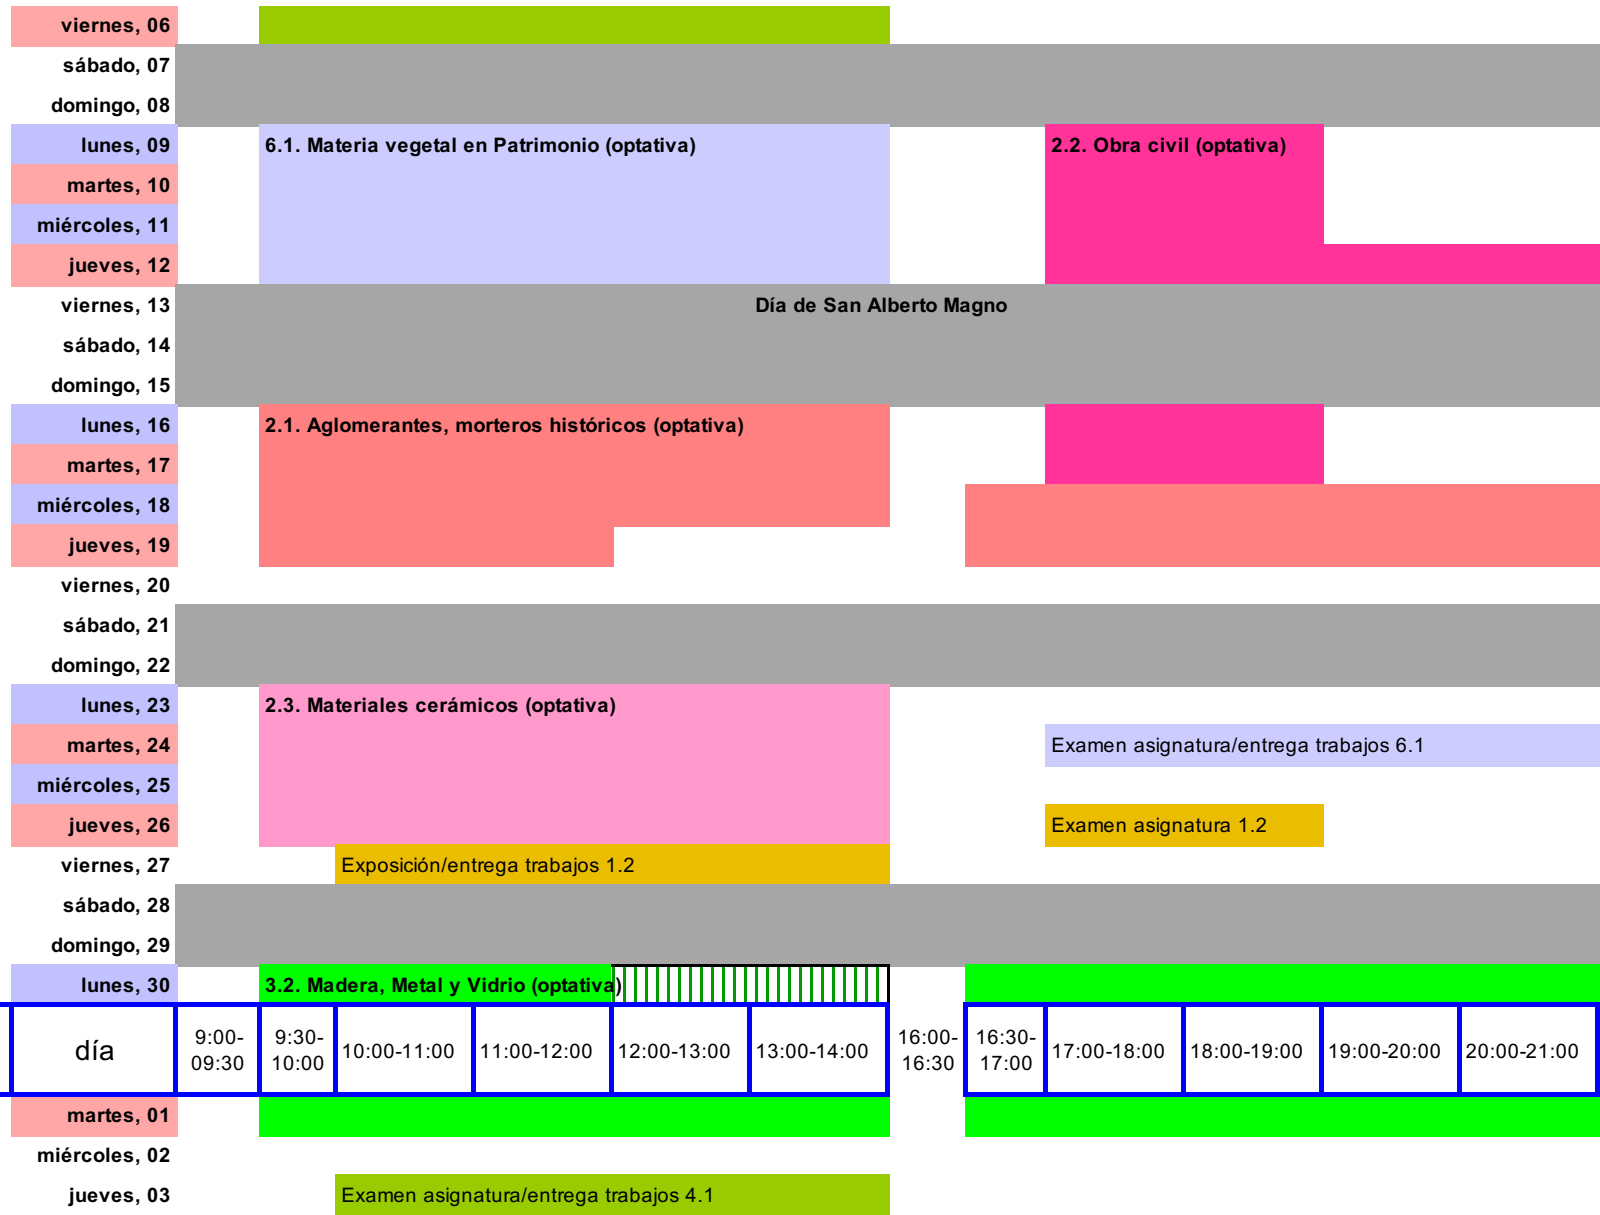 viernes, 06
sábado, 07
domingo, 08
lunes, 09 6.1. Materia vegetal en Patrimonio (optativa) 2.2. Obra civil (optativa)
martes, 10
miércoles, 11
jueves, 12
viernes, 13 Día de San Alberto Magno
sábado, 14
domingo, 15
lunes, 16 2.1. Aglomerantes, morteros históricos (optativa)
martes, 17
miércoles, 18
jueves, 19
viernes, 20
sábado, 21
domingo, 22
lunes, 23 2.3. Materiales cerámicos (optativa)
martes, 24 Examen asignatura/entrega trabajos 6.1
miércoles, 25
jueves, 26 Examen asignatura 1.2
viernes, 27 Exposición/entrega trabajos 1.2
sábado, 28
domingo, 29
lunes, 30 3.2. Madera, Metal y Vidrio (optativa)
día 9:00-09:30 9:30-10:00 10:00-11:00 11:00-12:00 12:00-13:00 13:00-14:00 16:00-16:30 16:30-17:00 17:00-18:00 18:00-19:00 19:00-20:00 20:00-21:00
martes, 01
miércoles, 02
jueves, 03 Examen asignatura/entrega trabajos 4.1